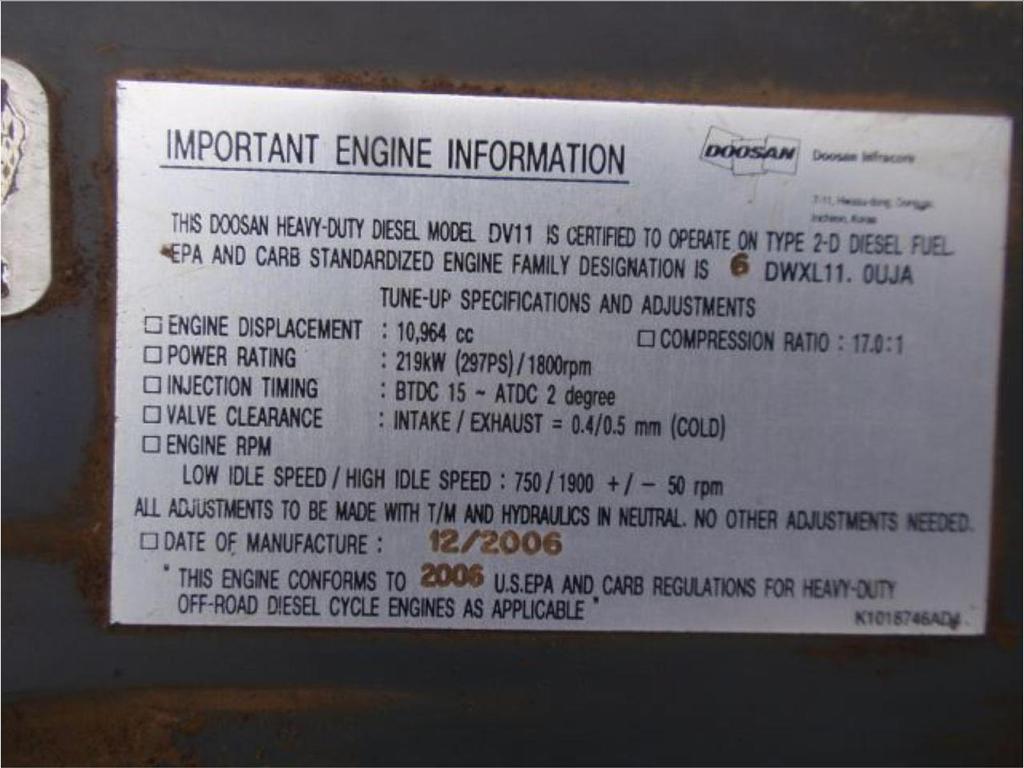 IMPORTANT ENGINE INFORMATION
DOOSAN Doosan Infracore
Incheon, Korea
THIS DOOSAN HEAVY-DUTY DIESEL MODEL DV11 IS CERTIFIED TO OPERATE ON TYPE 2-D DIESEL FUEL.
EPA AND CARB STANDARDIZED ENGINE FAMILY DESIGNATION IS 6 DWXL11. 0UJA
TUNE-UP SPECIFICATIONS AND ADJUSTMENTS
□ ENGINE DISPLACEMENT : 10,964 cc □ COMPRESSION RATIO : 17.0:1
□ POWER RATING : 219kW (297PS)/1800rpm
□ INJECTION TIMING : BTDC 15 ~ ATDC 2 degree
□ VALVE CLEARANCE : INTAKE / EXHAUST = 0.4/0.5 mm (COLD)
□ ENGINE RPM
LOW IDLE SPEED / HIGH IDLE SPEED : 750/1900 +/- 50 rpm
ALL ADJUSTMENTS TO BE MADE WITH T/M AND HYDRAULICS IN NEUTRAL. NO OTHER ADJUSTMENTS NEEDED.
□ DATE OF MANUFACTURE : 12/2006
" THIS ENGINE CONFORMS TO 2006 U.S.EPA AND CARB REGULATIONS FOR HEAVY-DUTY
OFF-ROAD DIESEL CYCLE ENGINES AS APPLICABLE "